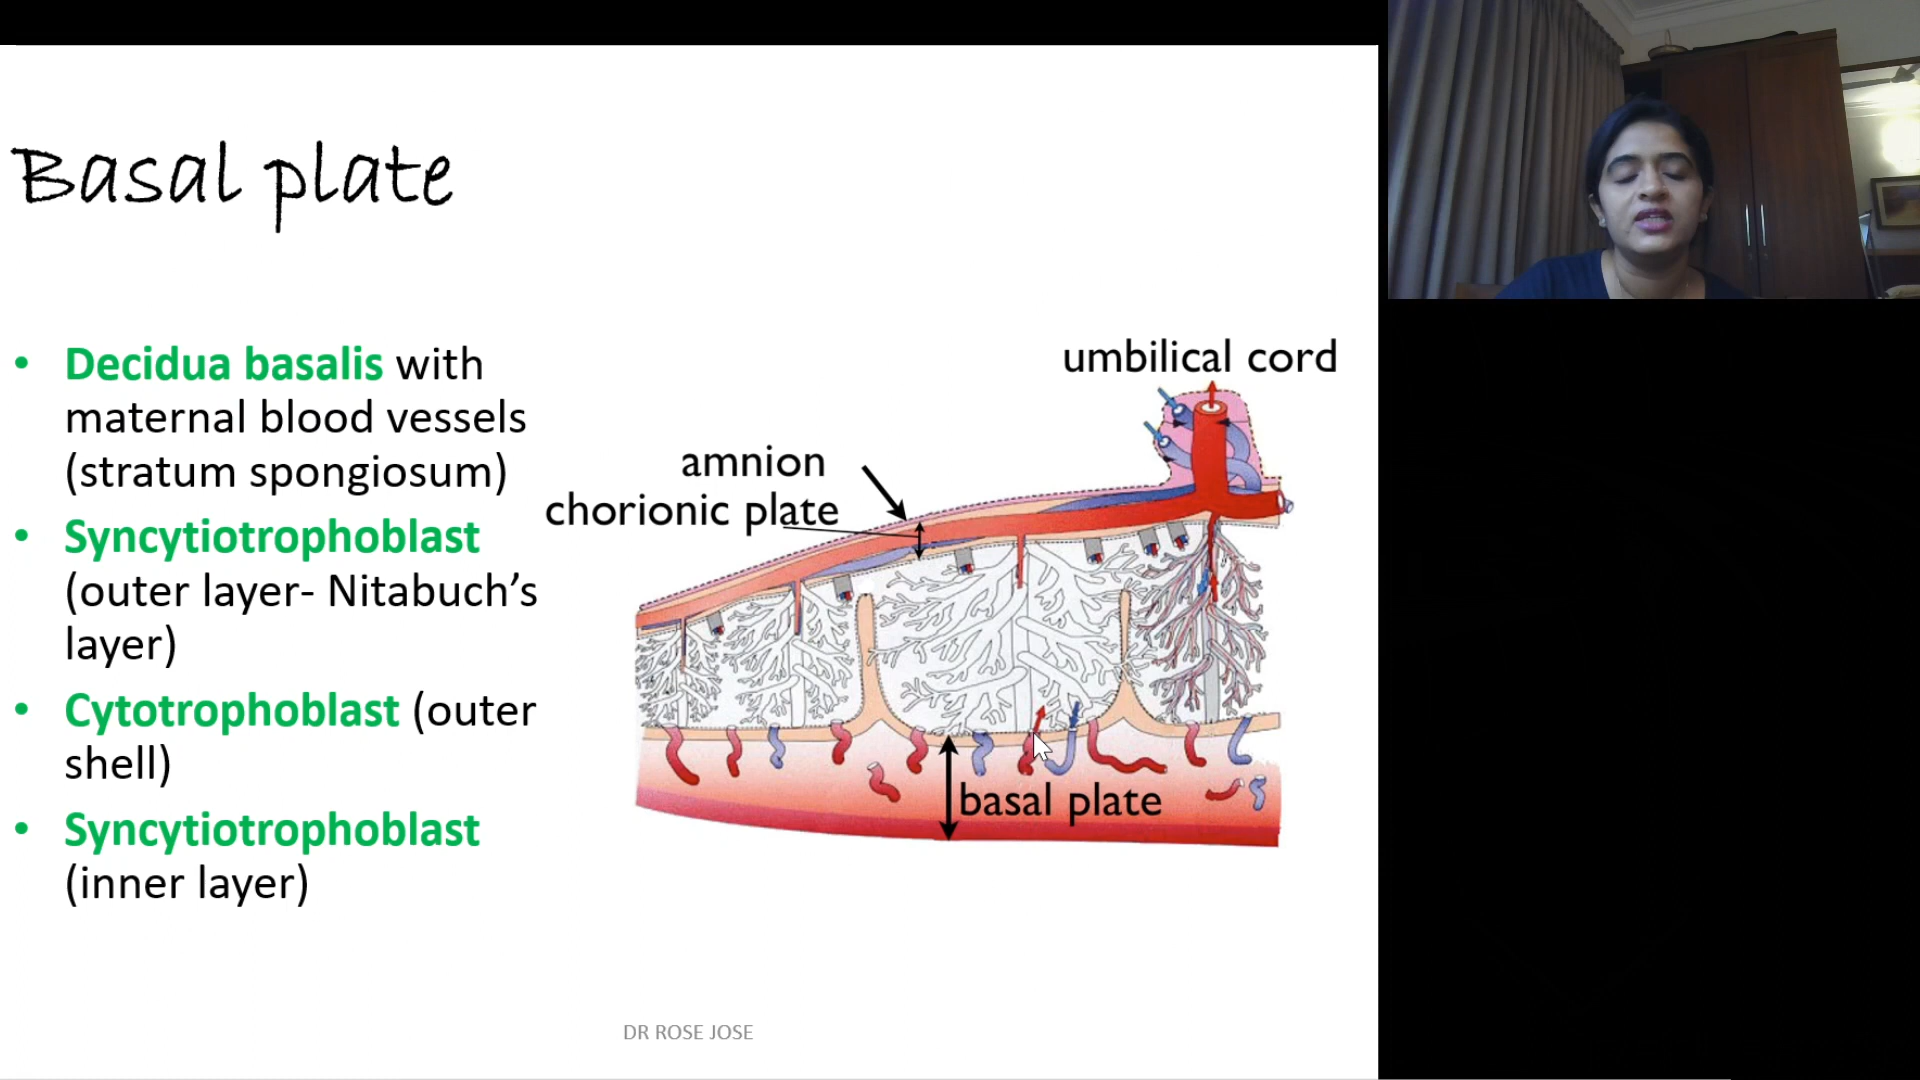 Basal plate
• Decidua basalis with
maternal blood vessels
(stratum spongiosum)
• Syncytiotrophoblast
(outer layer- Nitabuch’s
layer)
• Cytotrophoblast (outer
shell)
• Syncytiotrophoblast
(inner layer)
umbilical cord
amnion
chorionic plate
basal plate
DR ROSE JOSE